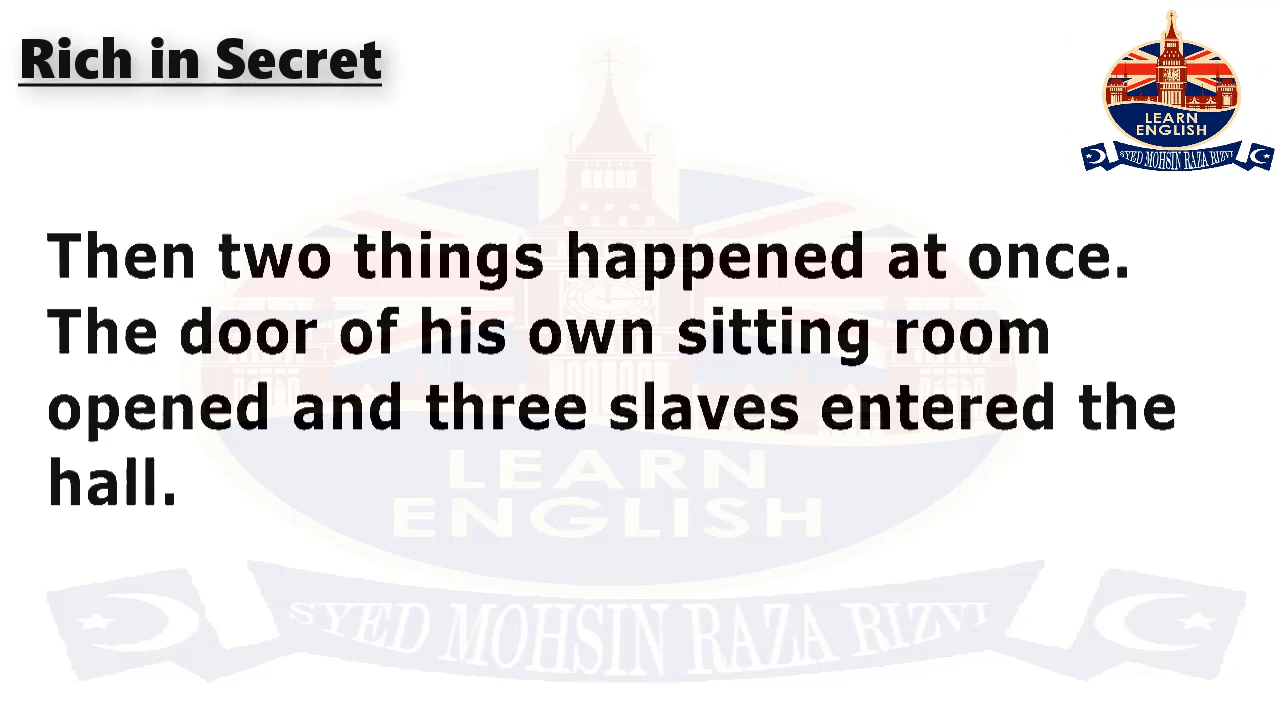 Rich in Secret
LEARN
ENGLISH
SYED MOHSIN RAZA RIZVI
Then two things happened at once.
The door of his own sitting room
opened and three slaves entered the
hall.
LEARN
ENGLISH
SYED MOHSIN RAZA RIZVI